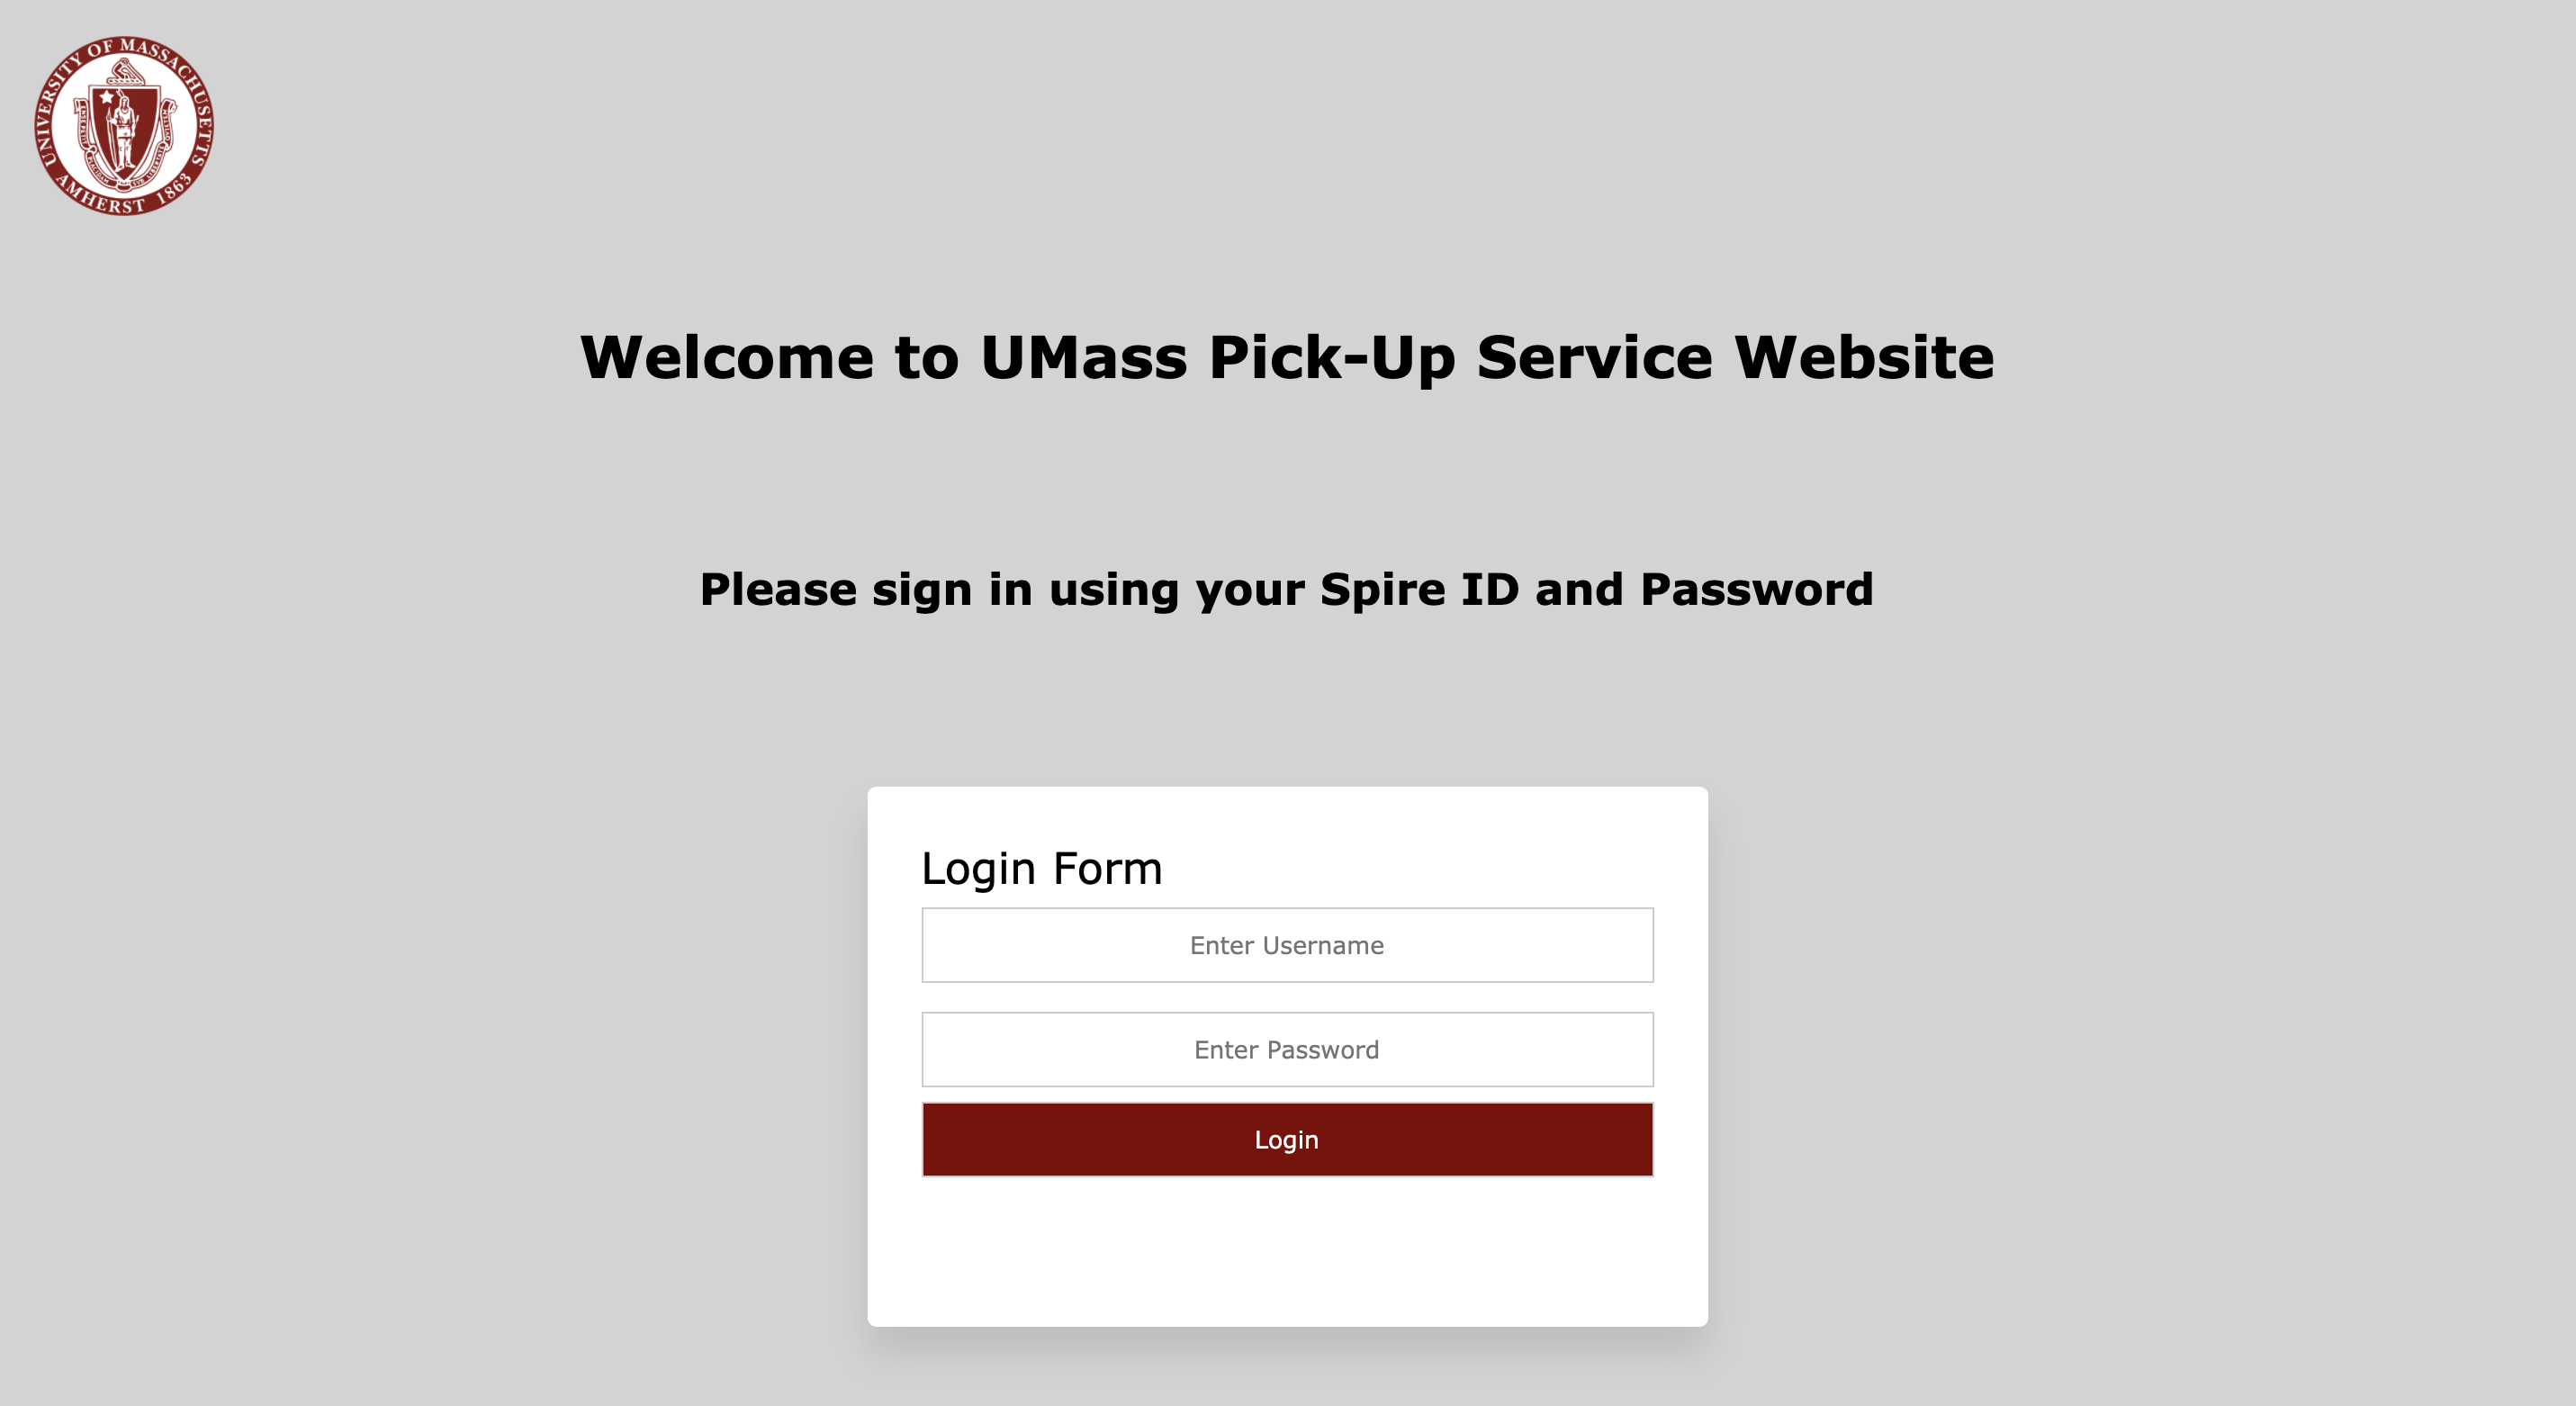 UNIVERSITY OF MASSACHUSETTS
AMHERST 1863
Welcome to UMass Pick-Up Service Website
Please sign in using your Spire ID and Password
Login Form
Enter Username
Enter Password
Login